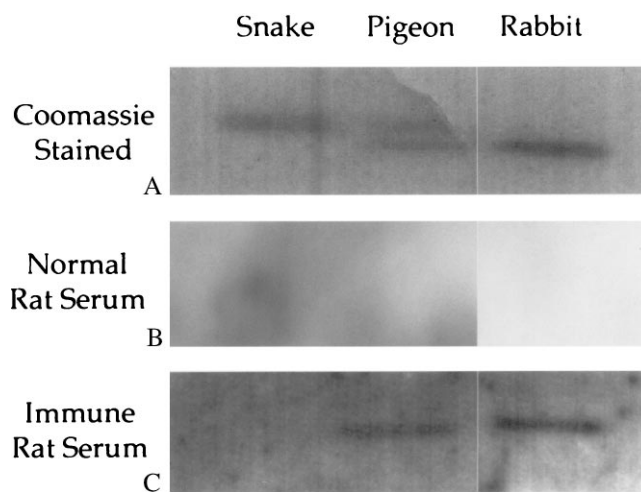 Snake Pigeon Rabbit
Coomassie
Stained
A
Normal
Rat Serum
B
Immune
Rat Serum
C